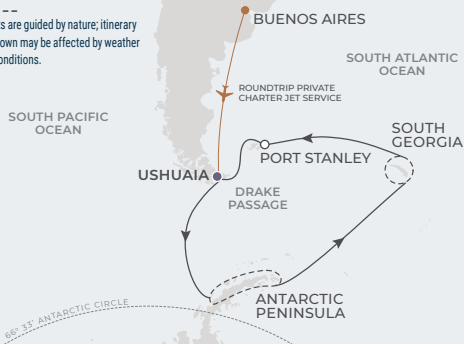 ts are guided by nature; itinerary
own may be affected by weather
onditions.
BUENOS AIRES
SOUTH ATLANTIC
OCEAN
ROUNDTRIP PRIVATE
CHARTER JET SERVICE
SOUTH PACIFIC
OCEAN
SOUTH
GEORGIA
PORT STANLEY
USHUAIA
DRAKE
PASSAGE
ANTARCTIC
PENINSULA
66° 33' ANTARCTIC CIRCLE